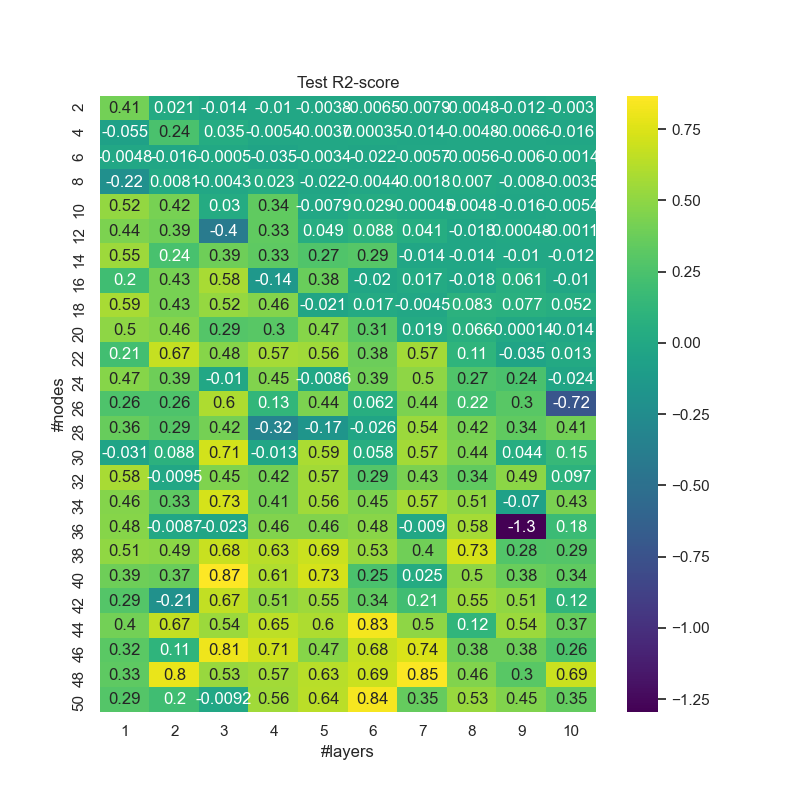 Test R2-score
2 0.41 0.021 -0.014 -0.01 -0.0038 -0.0065 -0.0079 0.0048 -0.012 -0.003
4 -0.055 0.24 0.035 -0.0054 -0.0037 0.00035 -0.014 -0.0048 -0.0066 -0.016
6 -0.0048 -0.016 -0.0005 -0.035 -0.0034 -0.022 -0.0057 0.0056 -0.006 -0.0014
8 -0.22 0.0081 -0.0043 0.023 -0.022 -0.0044 -0.0018 0.007 -0.008 -0.0035
10 0.52 0.42 0.03 0.34 -0.0079 0.029 -0.00045 0.0048 -0.016 -0.0054
12 0.44 0.39 -0.4 0.33 0.049 0.088 0.041 -0.018 0.00049 -0.0011
14 0.55 0.24 0.39 0.33 0.27 0.29 -0.014 -0.014 -0.01 -0.012
16 0.2 0.43 0.58 -0.14 0.38 -0.02 0.017 -0.018 0.061 -0.01
18 0.59 0.43 0.52 0.46 -0.021 0.017 -0.0045 0.083 0.077 0.052
20 0.5 0.46 0.29 0.3 0.47 0.31 0.019 0.066 -0.00014 -0.014
22 0.21 0.67 0.48 0.57 0.56 0.38 0.57 0.11 -0.035 0.013
24 0.47 0.39 -0.01 0.45 -0.0086 0.39 0.5 0.27 0.24 -0.024
26 0.26 0.26 0.6 0.13 0.44 0.062 0.44 0.22 0.3 -0.72
28 0.36 0.29 0.42 -0.32 -0.17 -0.026 0.54 0.42 0.34 0.41
30 -0.031 0.088 0.71 -0.013 0.59 0.058 0.57 0.44 0.044 0.15
32 0.58 -0.0095 0.45 0.42 0.57 0.29 0.43 0.34 0.49 0.097
34 0.46 0.33 0.73 0.41 0.56 0.45 0.57 0.51 -0.07 0.43
36 0.48 -0.0087 -0.023 0.46 0.46 0.48 -0.009 0.58 -1.3 0.18
38 0.51 0.49 0.68 0.63 0.69 0.53 0.4 0.73 0.28 0.29
40 0.39 0.37 0.87 0.61 0.73 0.25 0.025 0.5 0.38 0.34
42 0.29 -0.21 0.67 0.51 0.55 0.34 0.21 0.55 0.51 0.12
44 0.4 0.67 0.54 0.65 0.6 0.83 0.5 0.12 0.54 0.37
46 0.32 0.11 0.81 0.71 0.47 0.68 0.74 0.38 0.38 0.26
48 0.33 0.8 0.53 0.57 0.63 0.69 0.85 0.46 0.3 0.69
50 0.29 0.2 -0.0092 0.56 0.64 0.84 0.35 0.53 0.45 0.35
1 2 3 4 5 6 7 8 9 10
#layers
#nodes
0.75
0.50
0.25
0.00
−0.25
−0.50
−0.75
−1.00
−1.25